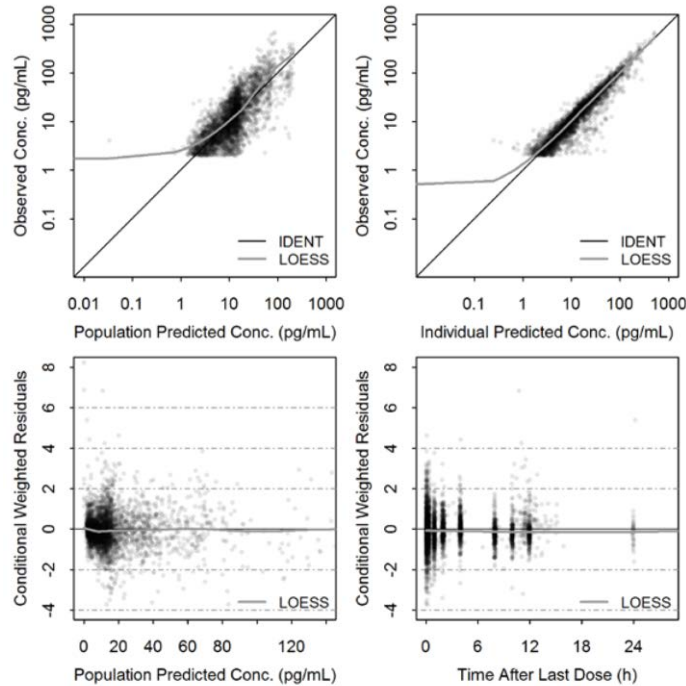 Observed Conc. (pg/mL)
1000
100
10
1
0.1
IDENT
LOESS
0.01 0.1 1 10 100 1000
Population Predicted Conc. (pg/mL)
Observed Conc. (pg/mL)
1000
100
10
1
0.1
IDENT
LOESS
0.1 1 10 100 1000
Individual Predicted Conc. (pg/mL)
Conditional Weighted Residuals
8
6
4
2
0
-2
-4
LOESS
0 20 40 60 80 120
Population Predicted Conc. (pg/mL)
Conditional Weighted Residuals
8
6
4
2
0
-2
-4
LOESS
0 6 12 18 24
Time After Last Dose (h)